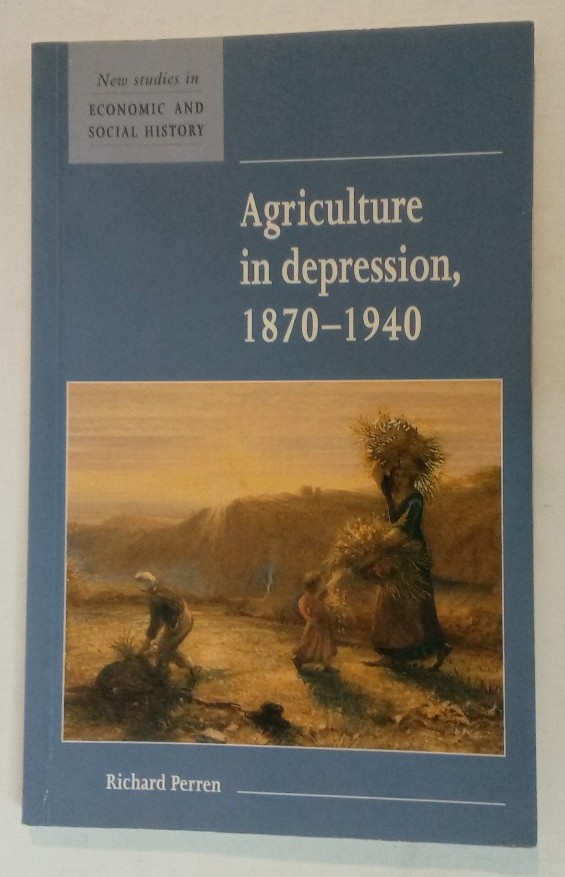 New studies in
ECONOMIC AND
SOCIAL HISTORY
Agriculture
in depression,
1870–1940
Richard Perren